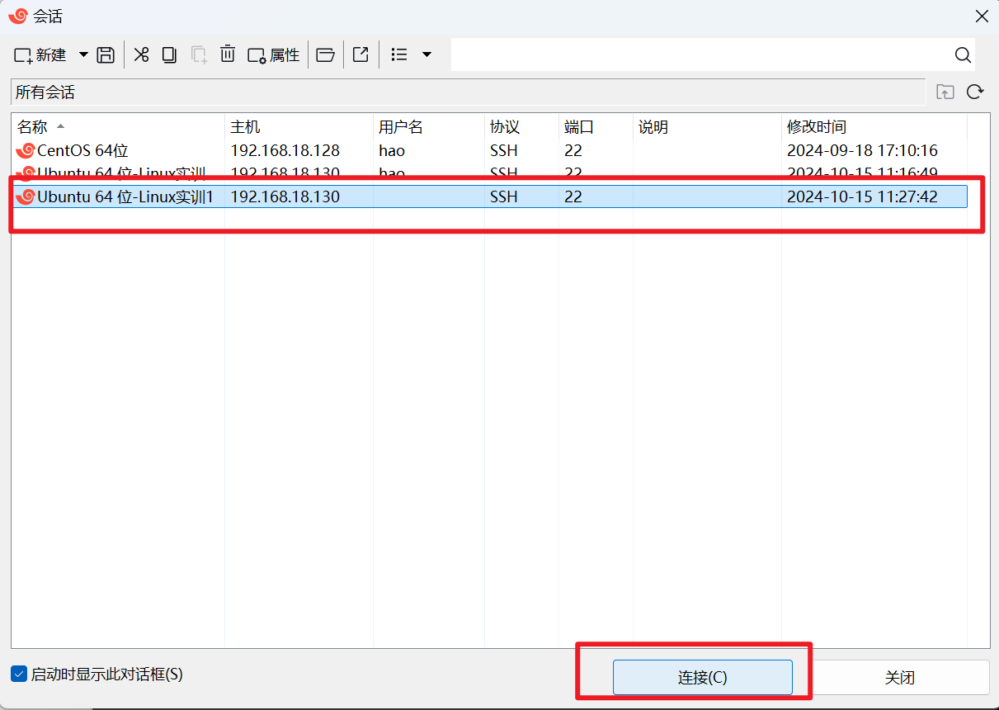 会话
新建 属性
所有会话
名称 主机 用户名 协议 端口 说明 修改时间
CentOS 64位 192.168.18.128 hao SSH 22 2024-09-18 17:10:16
Ubuntu 64 位-Linux实训 192.168.18.130 hao SSH 22 2024-10-15 11:16:49
Ubuntu 64 位-Linux实训1 192.168.18.130 SSH 22 2024-10-15 11:27:42
启动时显示此对话框(S) 连接(C) 关闭